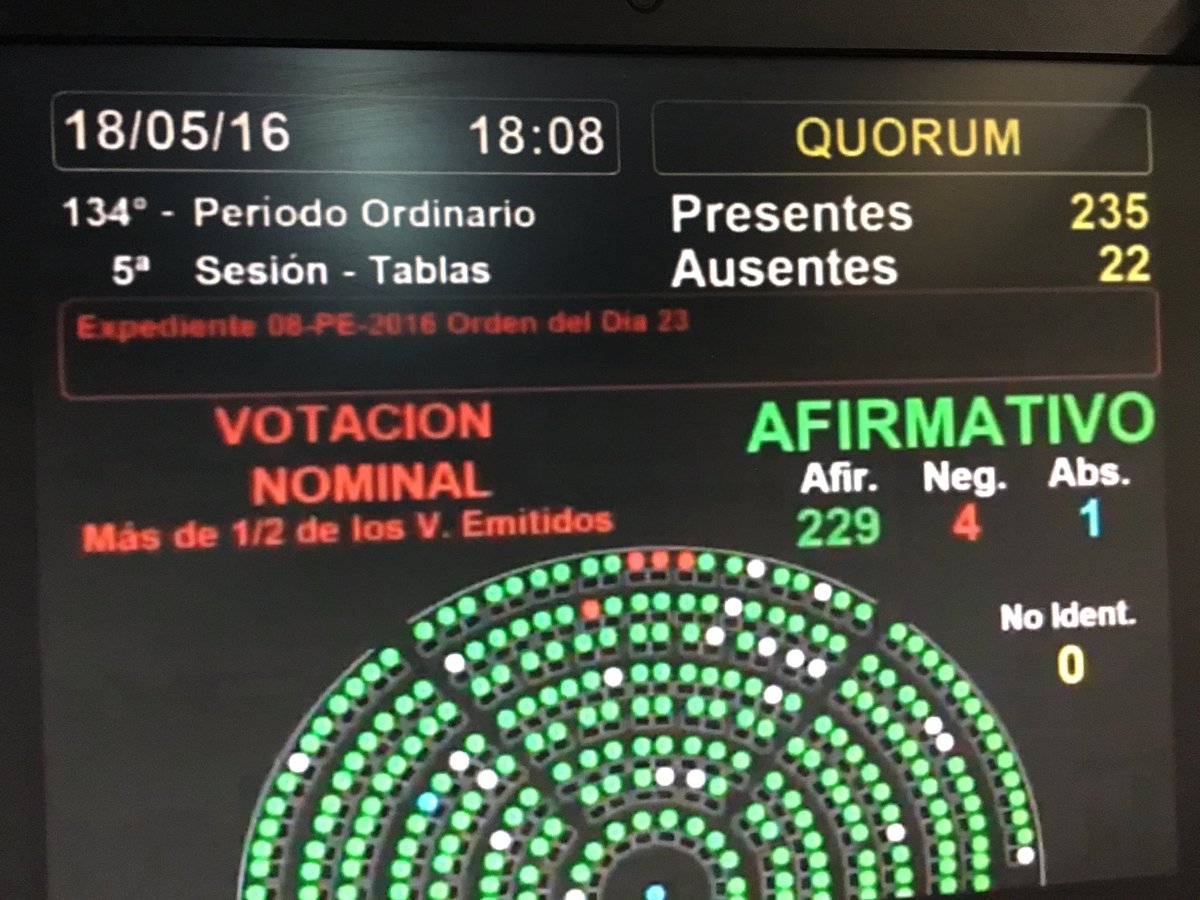 18/05/16 18:08 QUORUM
134° - Periodo Ordinario
5ª Sesión - Tablas
Presentes 235
Ausentes 22
Expediente 08-PE-2016 Orden del Dia 23
VOTACION
NOMINAL
Más de 1/2 de los V. Emitidos
AFIRMATIVO
Afir. Neg. Abs.
229 4 1
No Ident.
0